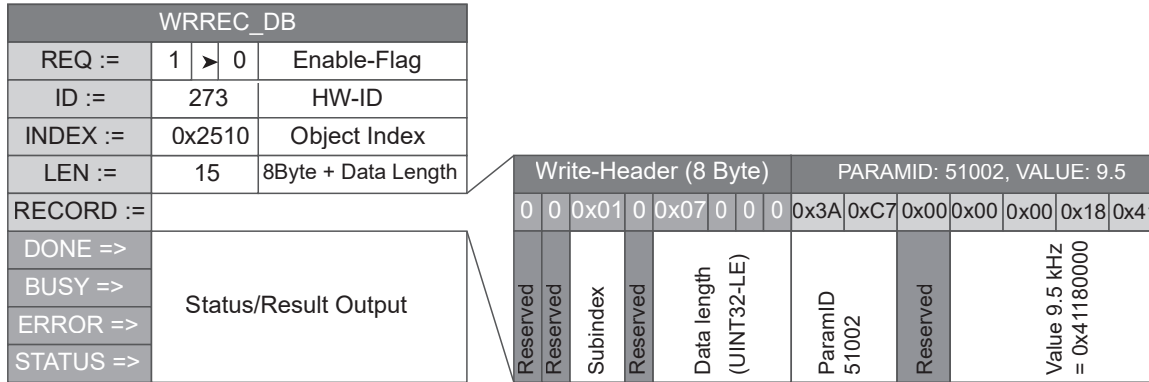 WRREC_DB
REQ := 1 ➤ 0 Enable-Flag
ID := 273 HW-ID
INDEX := 0x2510 Object Index
LEN := 15 8Byte + Data Length
RECORD :=
DONE =>
BUSY =>
ERROR =>
STATUS =>
Status/Result Output
Write-Header (8 Byte) PARAMID: 51002, VALUE: 9.5
0 0 0x01 0 0x07 0 0 0 0x3A 0xC7 0x00 0x00 0x00 0x18 0x4
Reserved
Reserved
Subindex
Reserved
Data length
(UINT32-LE)
ParamID
51002
Reserved
Value 9.5 kHz
= 0x41180000